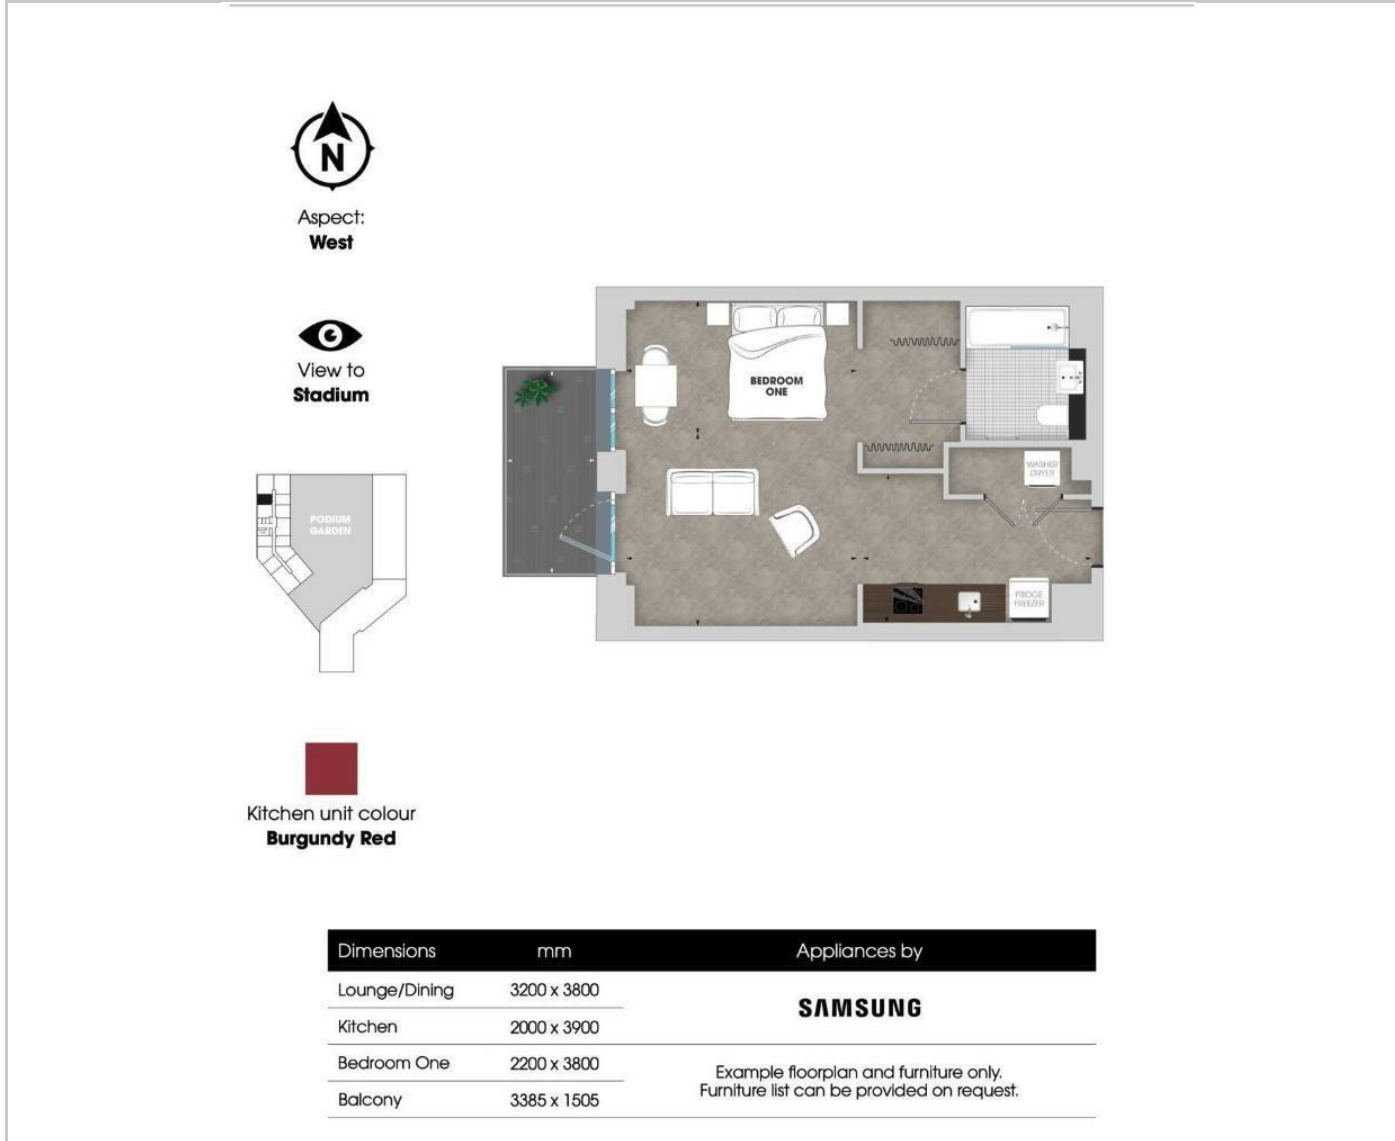 N
Aspect:
West
View to
Stadium
PODIUM
GARDEN
Kitchen unit colour
Burgundy Red
BEDROOM
ONE
WASHER
DRYER
FRIDGE
FREEZER
Dimensions mm Appliances by
Lounge/Dining 3200 x 3800
SAMSUNG
Kitchen 2000 x 3900
Bedroom One 2200 x 3800
Example floorplan and furniture only.
Furniture list can be provided on request.
Balcony 3385 x 1505